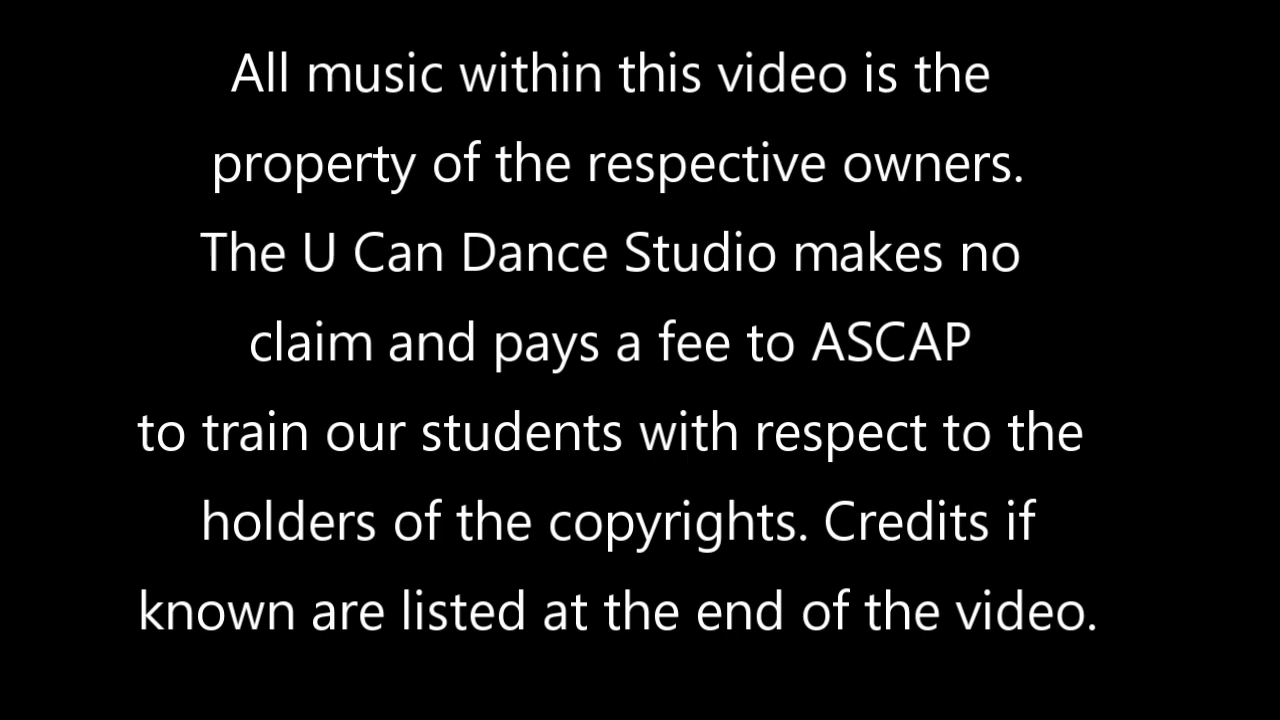 All music within this video is the
property of the respective owners.
The U Can Dance Studio makes no
claim and pays a fee to ASCAP
to train our students with respect to the
holders of the copyrights. Credits if
known are listed at the end of the video.